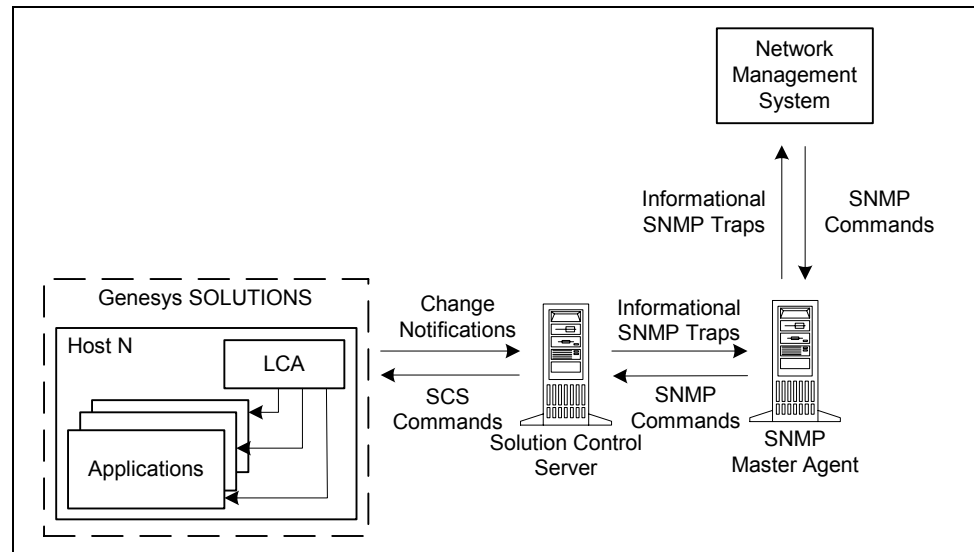 Network
Management
System
Informational
SNMP Traps
SNMP
Commands
Genesys SOLUTIONS
Host N
LCA
Applications
Change
Notifications
SCS
Commands
Solution Control
Server
Informational
SNMP Traps
SNMP
Commands
SNMP
Master Agent